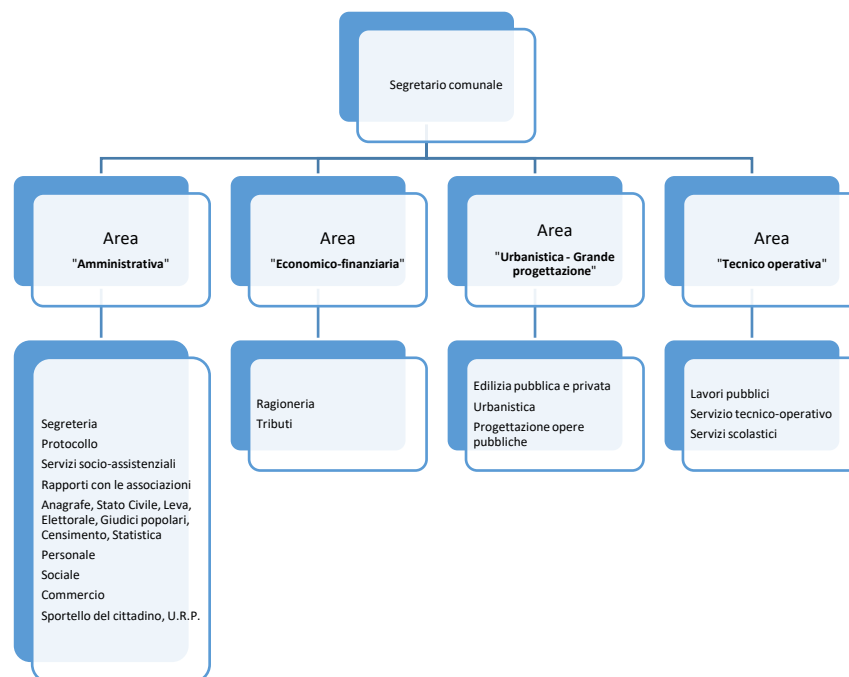 Segretario comunale
Area
"Amministrativa"
Area
"Economico-finanziaria"
Area
"Urbanistica - Grande
progettazione"
Area
"Tecnico operativa"
Segreteria
Protocollo
Servizi socio-assistenziali
Rapporti con le associazioni
Anagrafe, Stato Civile, Leva,
Elettorale, Giudici popolari,
Censimento, Statistica
Personale
Sociale
Commercio
Sportello del cittadino, U.R.P.
Ragioneria
Tributi
Edilizia pubblica e privata
Urbanistica
Progettazione opere
pubbliche
Lavori pubblici
Servizio tecnico-operativo
Servizi scolastici